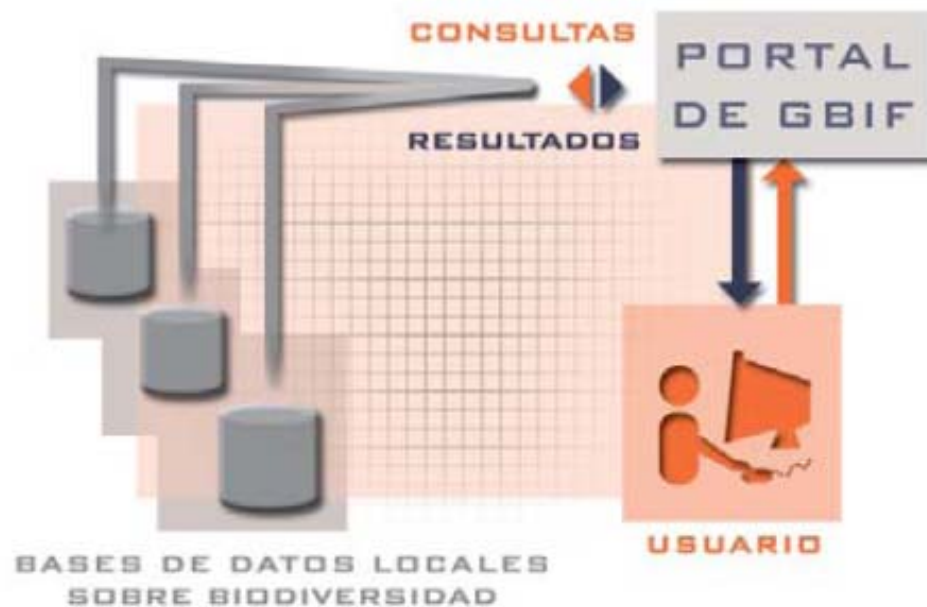 CONSULTAS
RESULTADOS
PORTAL
DE GBIF
USUARIO
BASES DE DATOS LOCALES
SOBRE BIODIVERSIDAD